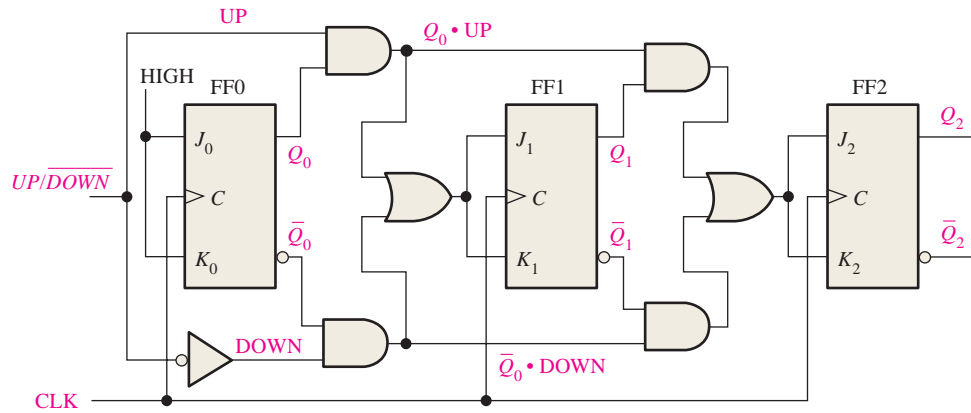 UP
Q₀ • UP
HIGH
FF0
FF1
FF2
J₀
Q₀
J₁
Q₁
J₂
Q₂
UP/D̅O̅W̅N̅
C
C
C
Q̅₀
Q̅₁
Q̅₂
K₀
K₁
K₂
DOWN
Q̅₀ • DOWN
CLK